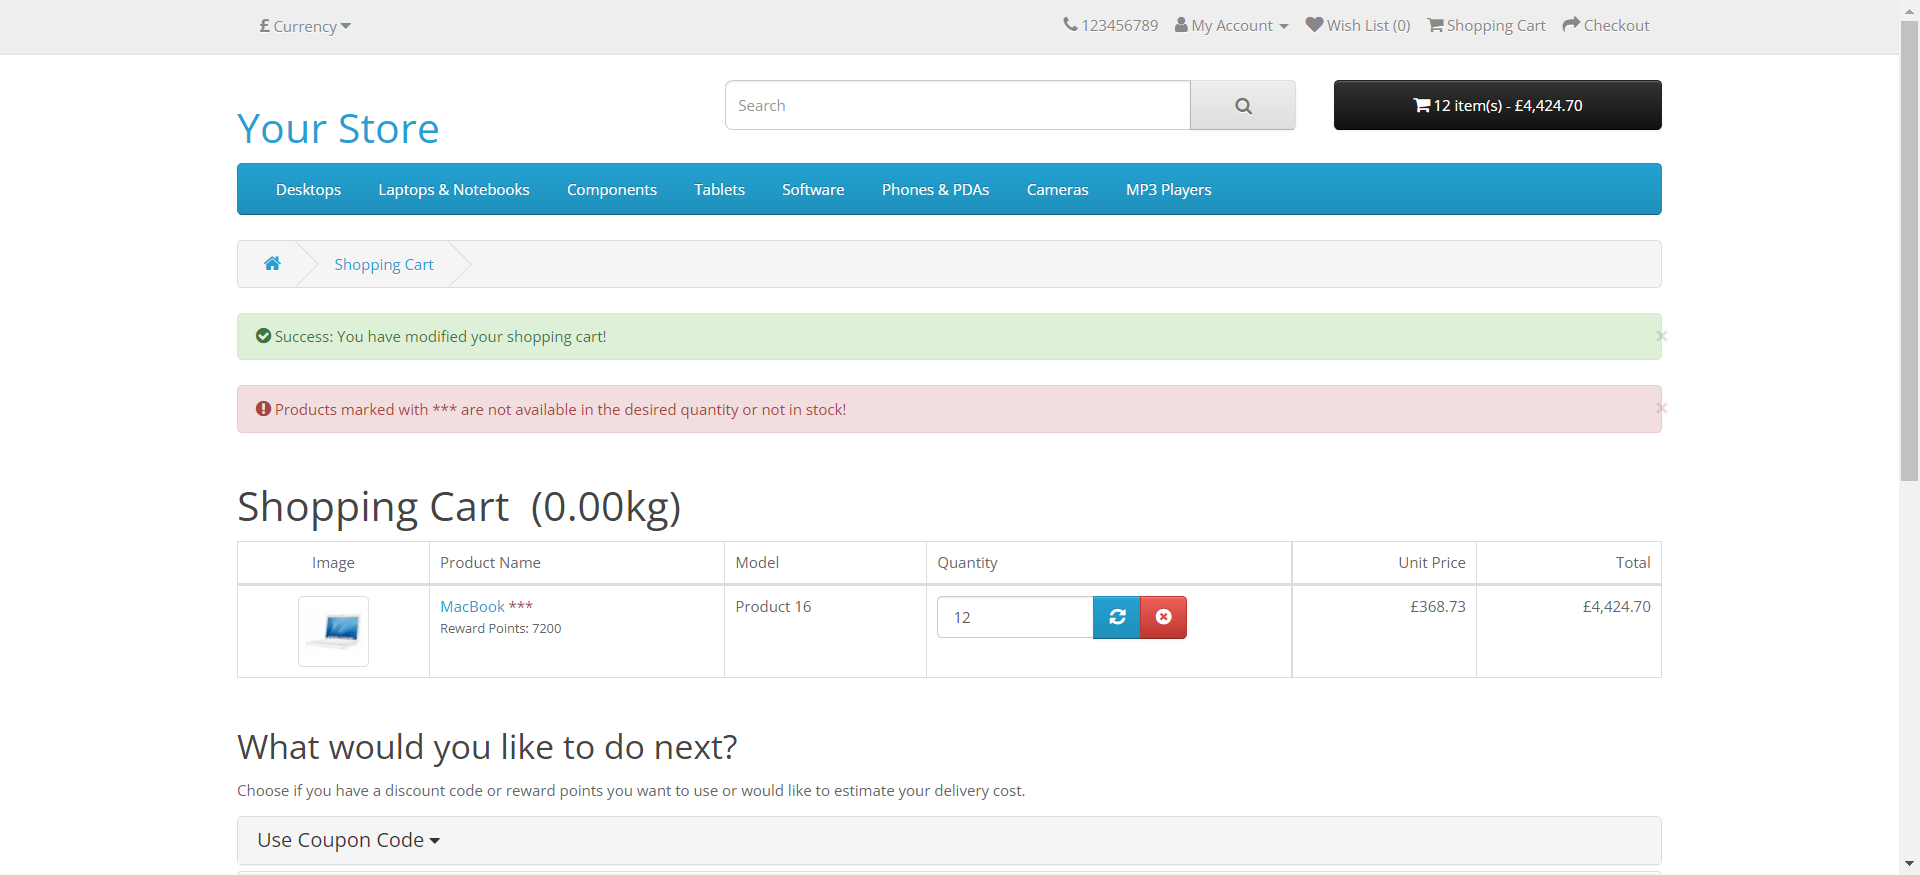 £ Currency
123456789 My Account Wish List (0) Shopping Cart Checkout
Your Store
Search
12 item(s) - £4,424.70
Desktops Laptops & Notebooks Components Tablets Software Phones & PDAs Cameras MP3 Players
Shopping Cart
Success: You have modified your shopping cart! ×
Products marked with *** are not available in the desired quantity or not in stock! ×
Shopping Cart (0.00kg)
Image Product Name Model Quantity Unit Price Total
MacBook *** Product 16 12 £368.73 £4,424.70
Reward Points: 7200
What would you like to do next?
Choose if you have a discount code or reward points you want to use or would like to estimate your delivery cost.
Use Coupon Code